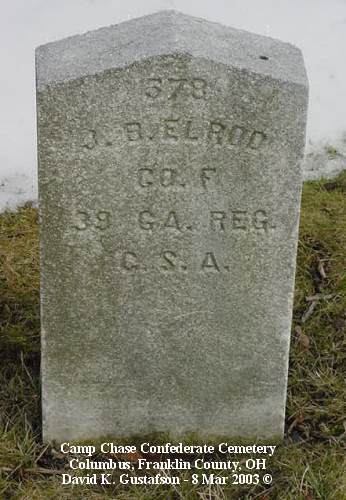 378
J. B. ELROD
CO. F
39 GA. REG.
C. S. A.
Camp Chase Confederate Cemetery
Columbus, Franklin County, OH
David K. Gustafson - 8 Mar 2003 ©